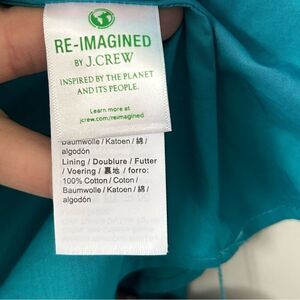 RE-IMAGINED
BY J.CREW
INSPIRED BY THE PLANET
AND ITS PEOPLE.
Learn more at
jcrew.com/reimagined
Baumwolle / Katoen / 綿 /
algodón
Lining / Doublure / Futter
/ Voering / 裏地 / forro:
100% Cotton / Coton /
Baumwolle / Katoen / 綿 /
algodón